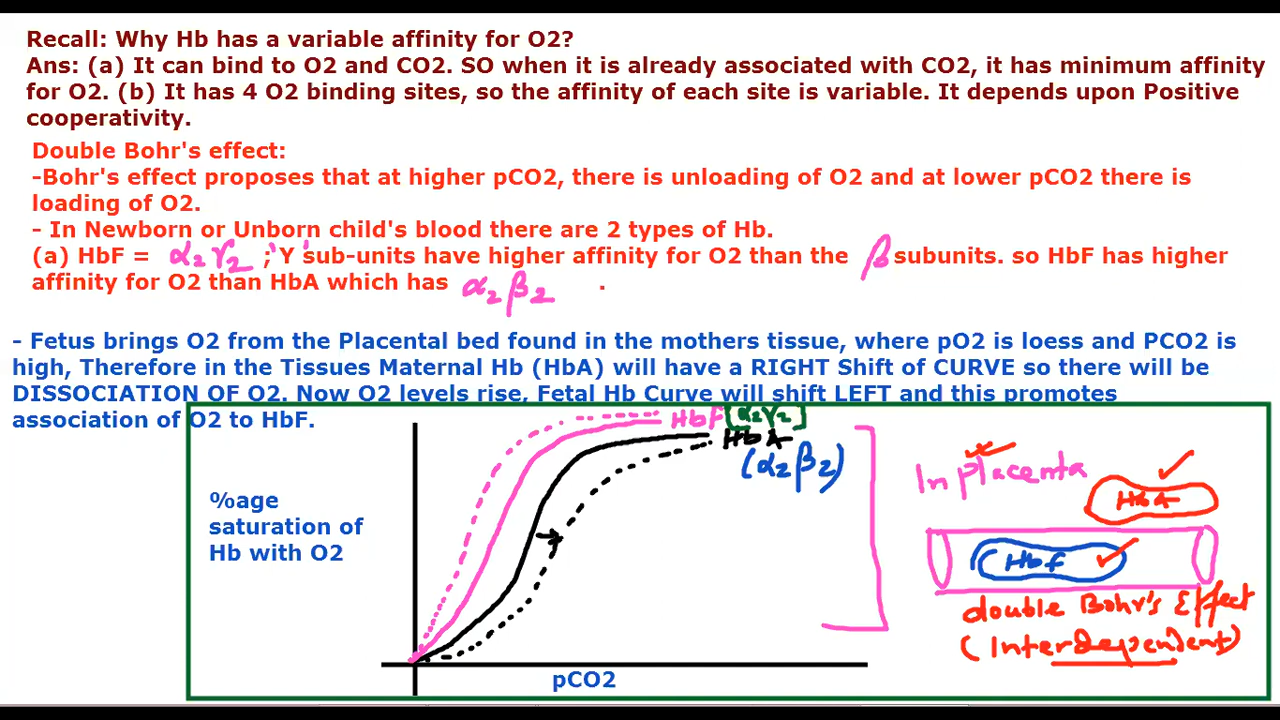 Recall: Why Hb has a variable affinity for O2?
Ans: (a) It can bind to O2 and CO2. SO when it is already associated with CO2, it has minimum affinity
for O2. (b) It has 4 O2 binding sites, so the affinity of each site is variable. It depends upon Positive
cooperativity.
Double Bohr's effect:
-Bohr's effect proposes that at higher pCO2, there is unloading of O2 and at lower pCO2 there is
loading of O2.
- In Newborn or Unborn child's blood there are 2 types of Hb.
(a) HbF = α2 γ2 ; 'Y' sub-units have higher affinity for O2 than the β subunits. so HbF has higher
affinity for O2 than HbA which has α2 β2 .
- Fetus brings O2 from the Placental bed found in the mothers tissue, where pO2 is loess and PCO2 is
high, Therefore in the Tissues Maternal Hb (HbA) will have a RIGHT Shift of CURVE so there will be
DISSOCIATION OF O2. Now O2 levels rise, Fetal Hb Curve will shift LEFT and this promotes
association of O2 to HbF.
HbF [α2γ2]
HbA
(α2β2)
%age
saturation of
Hb with O2
pCO2
In placenta
HbA
Hbf
double Bohr's Effect
(Interdependent)